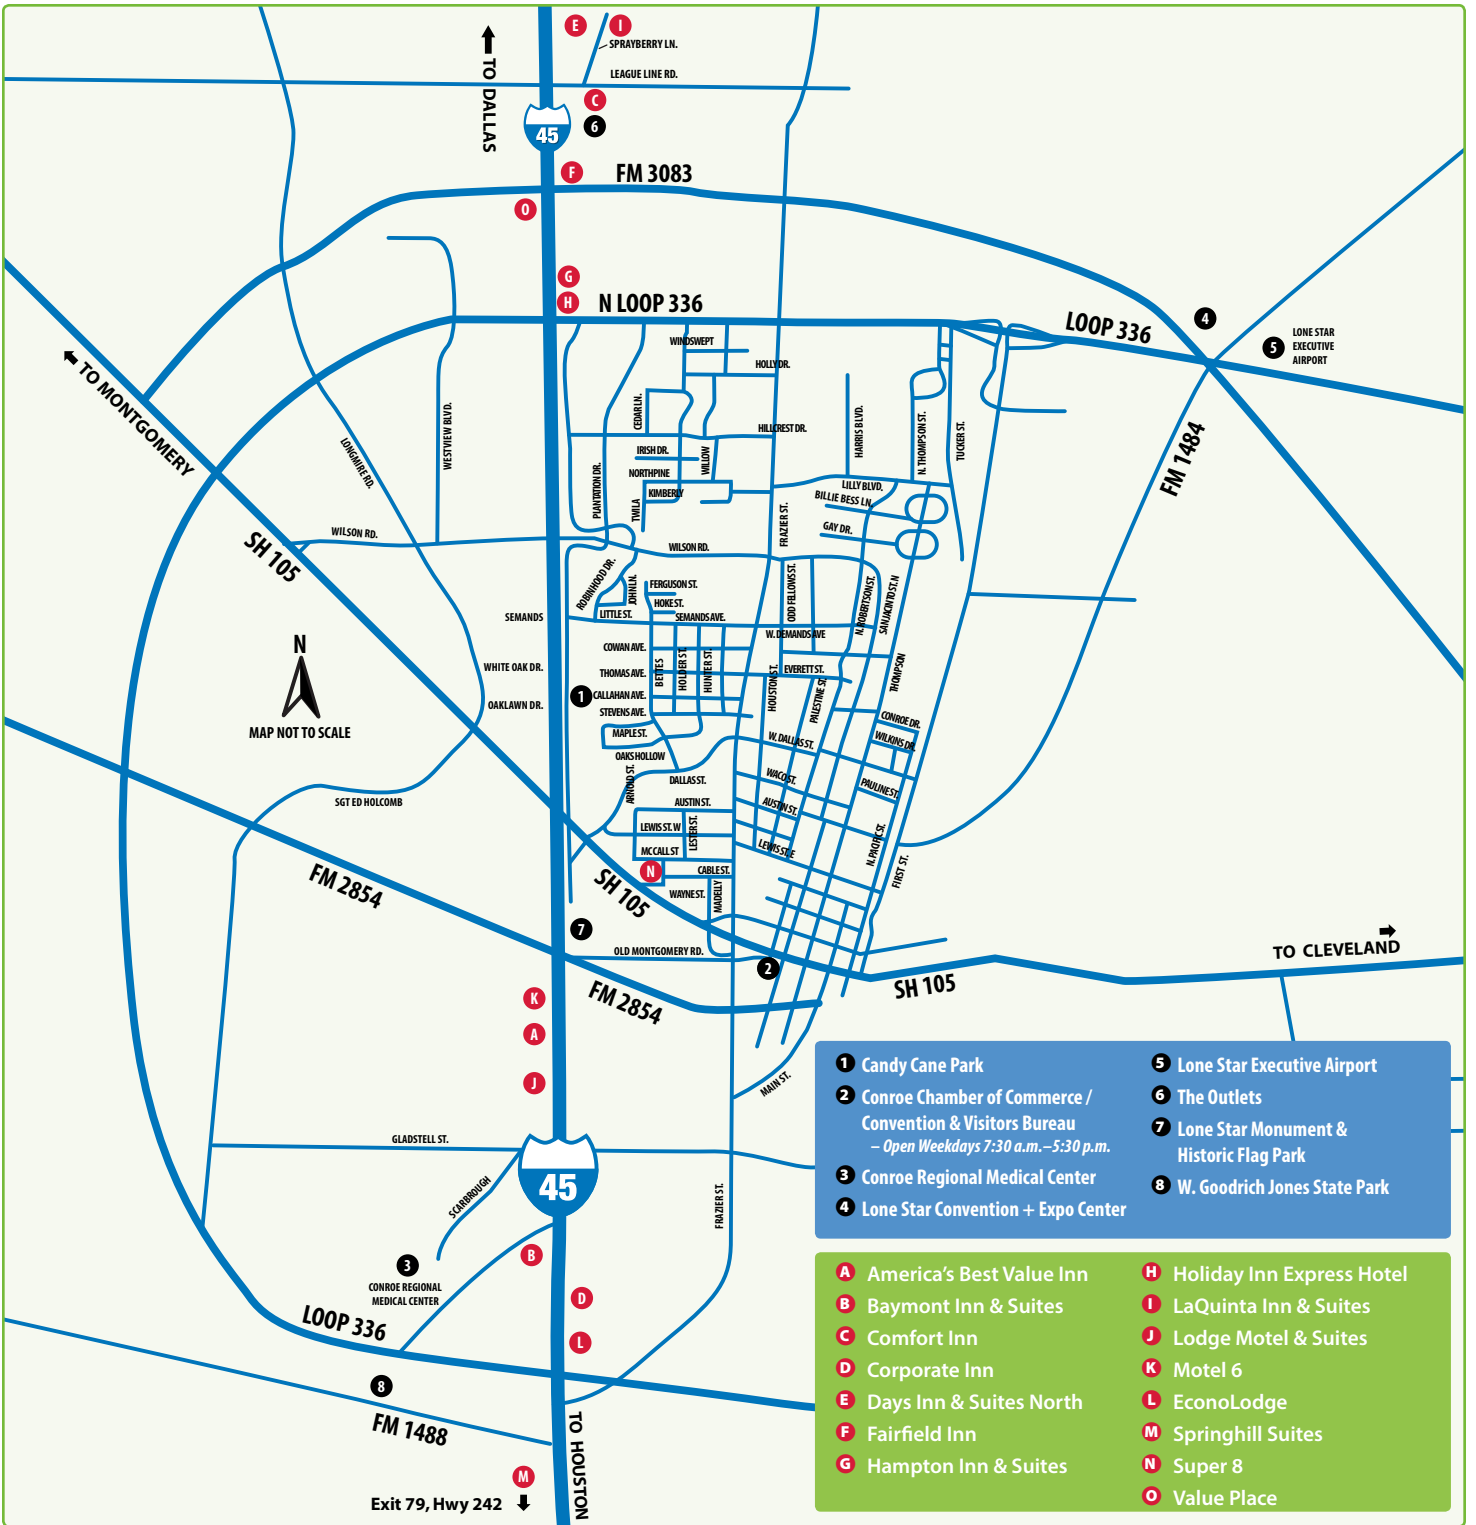 E
I
SPRAYBERRY LN.
TO DALLAS
LEAGUE LINE RD.
C
6
45
F
FM 3083
O
G
H
N LOOP 336
LOOP 336
4
5
LONE STAR
EXECUTIVE
AIRPORT
TO MONTGOMERY
WINDSWEPT
HOLLY DR.
CEDAR LN.
HILLCREST DR.
HARRIS BLVD.
N. THOMPSON ST.
TUCKER ST.
FM 1484
LONGMIRE RD.
WESTVIEW BLVD.
IRISH DR.
WILLOW
PLANTATION DR.
NORTHPINE
KIMBERLY
TWILA
LILLY BLVD.
BILLIE BESS LN.
GAY DR.
FRAZIER ST.
SH 105
WILSON RD.
WILSON RD.
ROBINHOOD DR.
JOHN LN.
FERGUSON ST.
HOKE ST.
LITTLE ST.
SEMANDS
SEMANDS AVE.
ODD FELLOWS ST.
N. ROBERTSON ST.
SAN JACINTO ST. N
W. DEMANDS AVE
N
MAP NOT TO SCALE
COWAN AVE.
WHITE OAK DR.
THOMAS AVE.
BETTES
HOLDER ST.
HUNTER ST.
HOUSTON ST.
EVERETT ST.
PALESTINE ST.
THOMPSON
1
CALLAHAN AVE.
OAKLAWN DR.
STEVENS AVE.
CONROE DR.
MAPLE ST.
WILKINS DR.
W. DALLAS ST.
OAKS HOLLOW
ARNOLD ST.
DALLAS ST.
WACO ST.
PAULINE ST.
SGT ED HOLCOMB
AUSTIN ST.
AUSTIN ST.
LEWIS ST. W
LESTER ST.
LEWIS ST. E
N. PACIFIC ST.
MC CALL ST
N
CABLE ST.
FIRST ST.
FM 2854
SH 105
WAYNE ST.
MADELLY
7
OLD MONTGOMERY RD.
2
TO CLEVELAND
SH 105
FM 2854
K
A
J
MAIN ST.
GLADSTELL ST.
45
SCARBROUGH
FRAZIER ST.
B
3
CONROE REGIONAL
MEDICAL CENTER
D
L
LOOP 336
8
FM 1488
TO HOUSTON
M
Exit 79, Hwy 242
1 Candy Cane Park
2 Conroe Chamber of Commerce /
Convention & Visitors Bureau
– Open Weekdays 7:30 a.m.–5:30 p.m.
3 Conroe Regional Medical Center
4 Lone Star Convention + Expo Center
5 Lone Star Executive Airport
6 The Outlets
7 Lone Star Monument &
Historic Flag Park
8 W. Goodrich Jones State Park
A America's Best Value Inn
B Baymont Inn & Suites
C Comfort Inn
D Corporate Inn
E Days Inn & Suites North
F Fairfield Inn
G Hampton Inn & Suites
H Holiday Inn Express Hotel
I LaQuinta Inn & Suites
J Lodge Motel & Suites
K Motel 6
L EconoLodge
M Springhill Suites
N Super 8
O Value Place